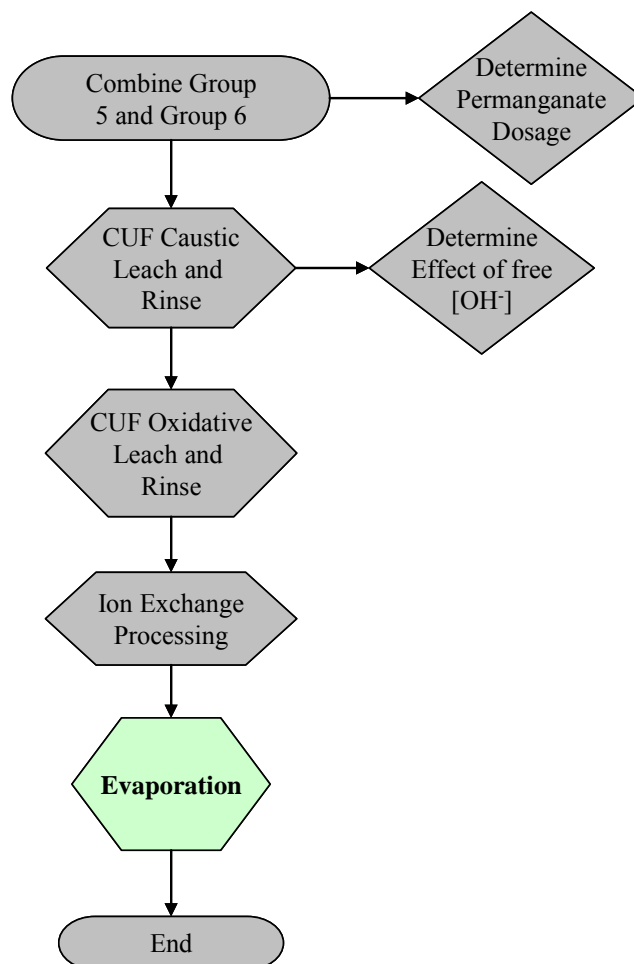 Combine Group
5 and Group 6
Determine
Permanganate
Dosage
CUF Caustic
Leach and
Rinse
Determine
Effect of free
[OH-]
CUF Oxidative
Leach and
Rinse
Ion Exchange
Processing
Evaporation
End